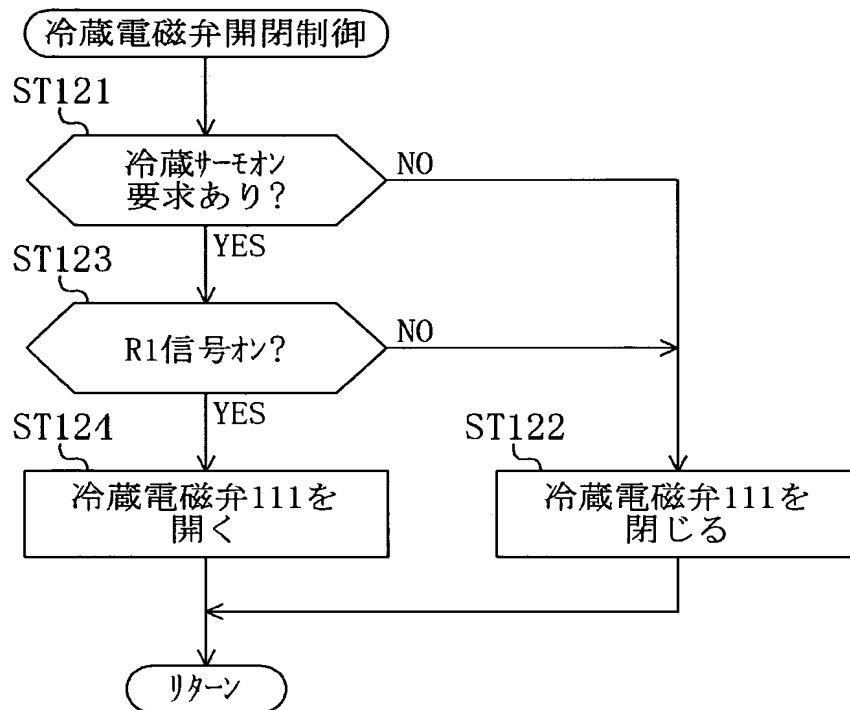 冷蔵電磁弁開閉制御
ST121
冷蔵サーモオン
要求あり?
NO
YES
ST123
R1信号オン?
NO
YES
ST124
冷蔵電磁弁111を
開く
ST122
冷蔵電磁弁111を
閉じる
リターン